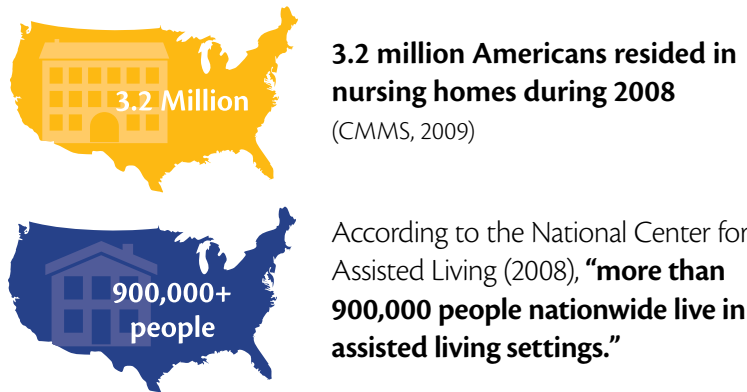 3.2 Million
3.2 million Americans resided in
nursing homes during 2008
(CMMS, 2009)
900,000+
people
According to the National Center for
Assisted Living (2008), “more than
900,000 people nationwide live in
assisted living settings.”